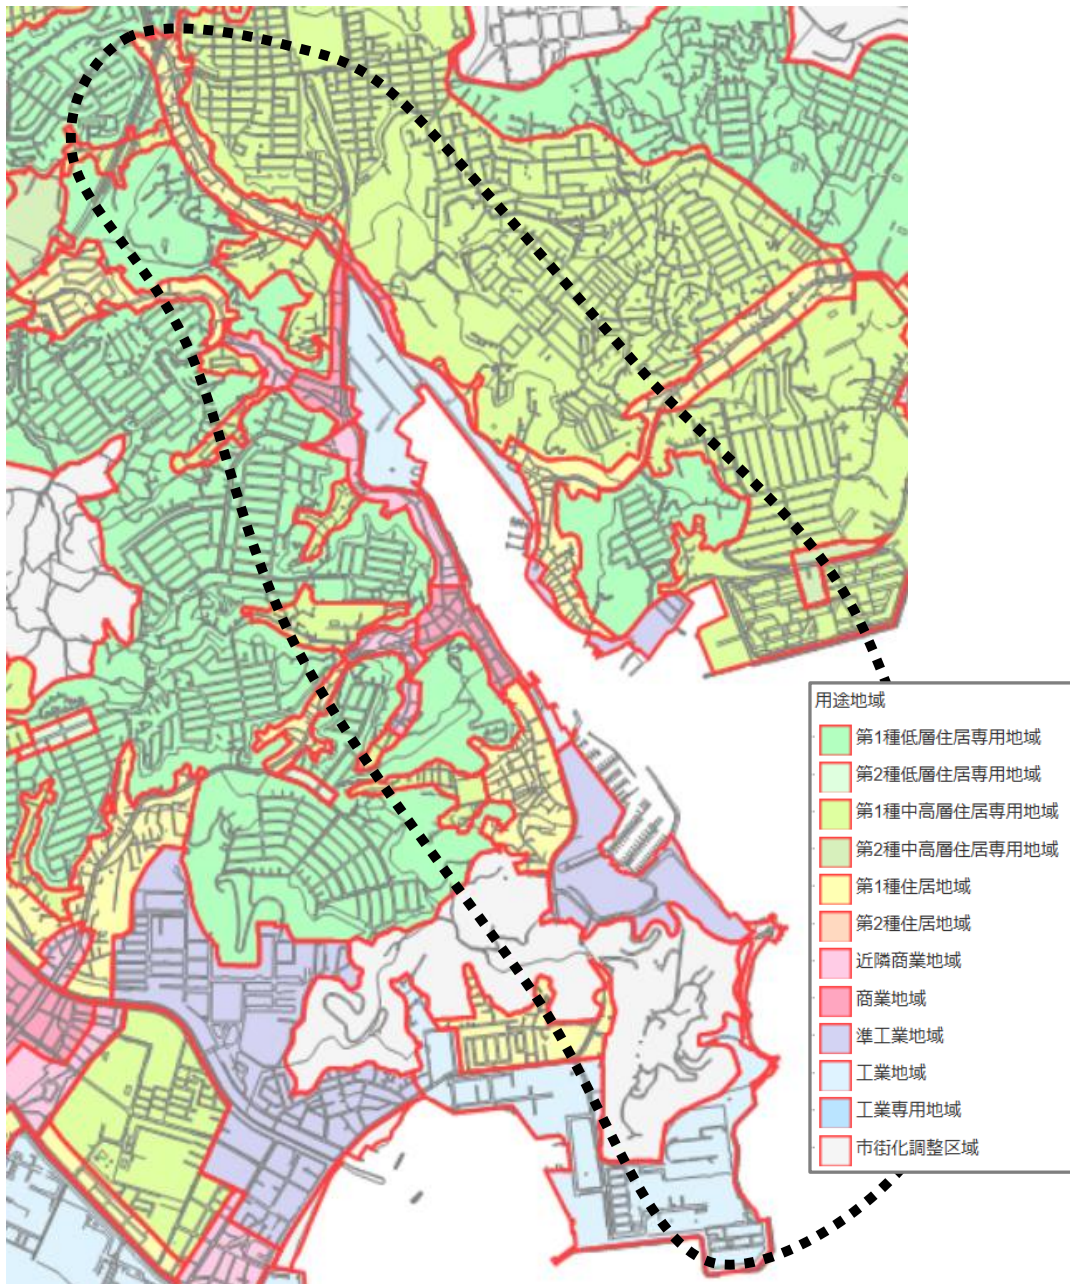 用途地域
第1種低層住居専用地域
第2種低層住居専用地域
第1種中高層住居専用地域
第2種中高層住居専用地域
第1種住居地域
第2種住居地域
近隣商業地域
商業地域
準工業地域
工業地域
工業専用地域
市街化調整区域